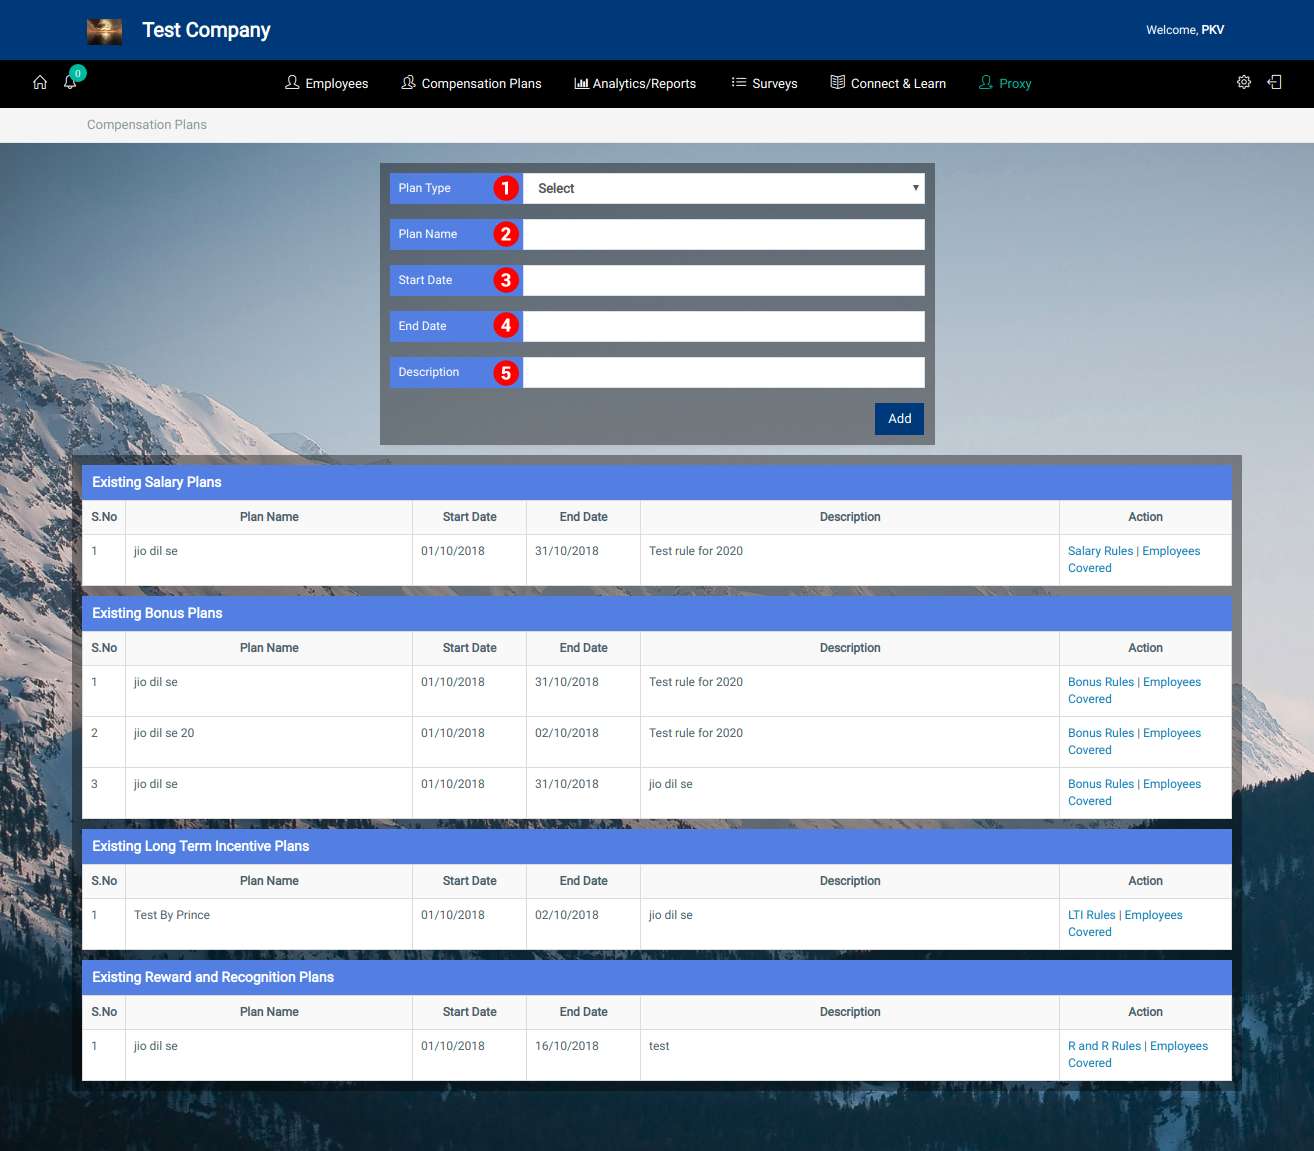 Test Company
Welcome, PKV
0
Employees
Compensation Plans
Analytics/Reports
Surveys
Connect & Learn
Proxy
Compensation Plans
Plan Type 1 Select
Plan Name 2
Start Date 3
End Date 4
Description 5
Add
Existing Salary Plans
S.No Plan Name Start Date End Date Description Action
1 jio dil se 01/10/2018 31/10/2018 Test rule for 2020 Salary Rules | Employees
Covered
Existing Bonus Plans
S.No Plan Name Start Date End Date Description Action
1 jio dil se 01/10/2018 31/10/2018 Test rule for 2020 Bonus Rules | Employees
Covered
2 jio dil se 20 01/10/2018 02/10/2018 Test rule for 2020 Bonus Rules | Employees
Covered
3 jio dil se 01/10/2018 31/10/2018 jio dil se Bonus Rules | Employees
Covered
Existing Long Term Incentive Plans
S.No Plan Name Start Date End Date Description Action
1 Test By Prince 01/10/2018 02/10/2018 jio dil se LTI Rules | Employees
Covered
Existing Reward and Recognition Plans
S.No Plan Name Start Date End Date Description Action
1 jio dil se 01/10/2018 16/10/2018 test R and R Rules | Employees
Covered